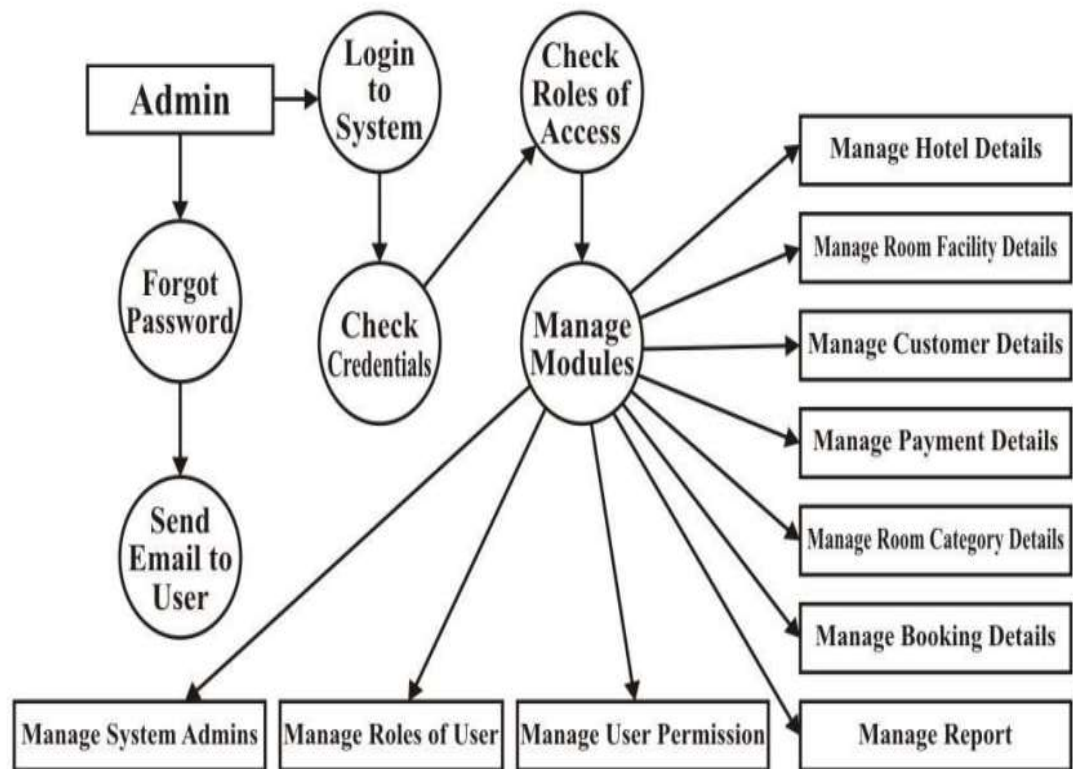 Admin
Login
to
System
Check
Roles of
Access
Forgot
Password
Check
Credentials
Manage
Modules
Send
Email to
User
Manage Hotel Details
Manage Room Facility Details
Manage Customer Details
Manage Payment Details
Manage Room Category Details
Manage Booking Details
Manage System Admins
Manage Roles of User
Manage User Permission
Manage Report